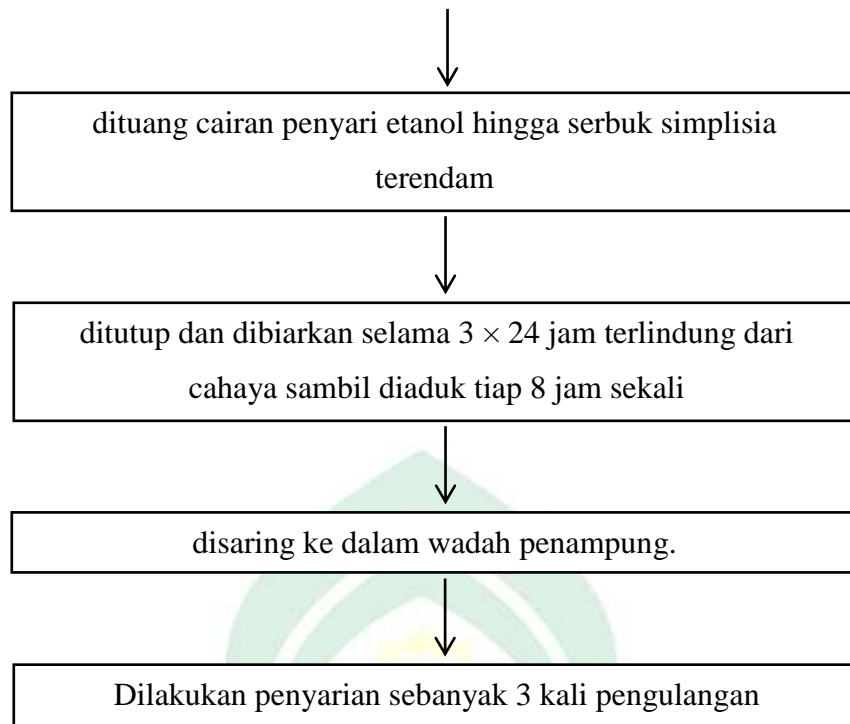 dituang cairan penyari etanol hingga serbuk simplisia
terendam
ditutup dan dibiarkan selama 3 × 24 jam terlindung dari
cahaya sambil diaduk tiap 8 jam sekali
disaring ke dalam wadah penampung.
Dilakukan penyarian sebanyak 3 kali pengulangan